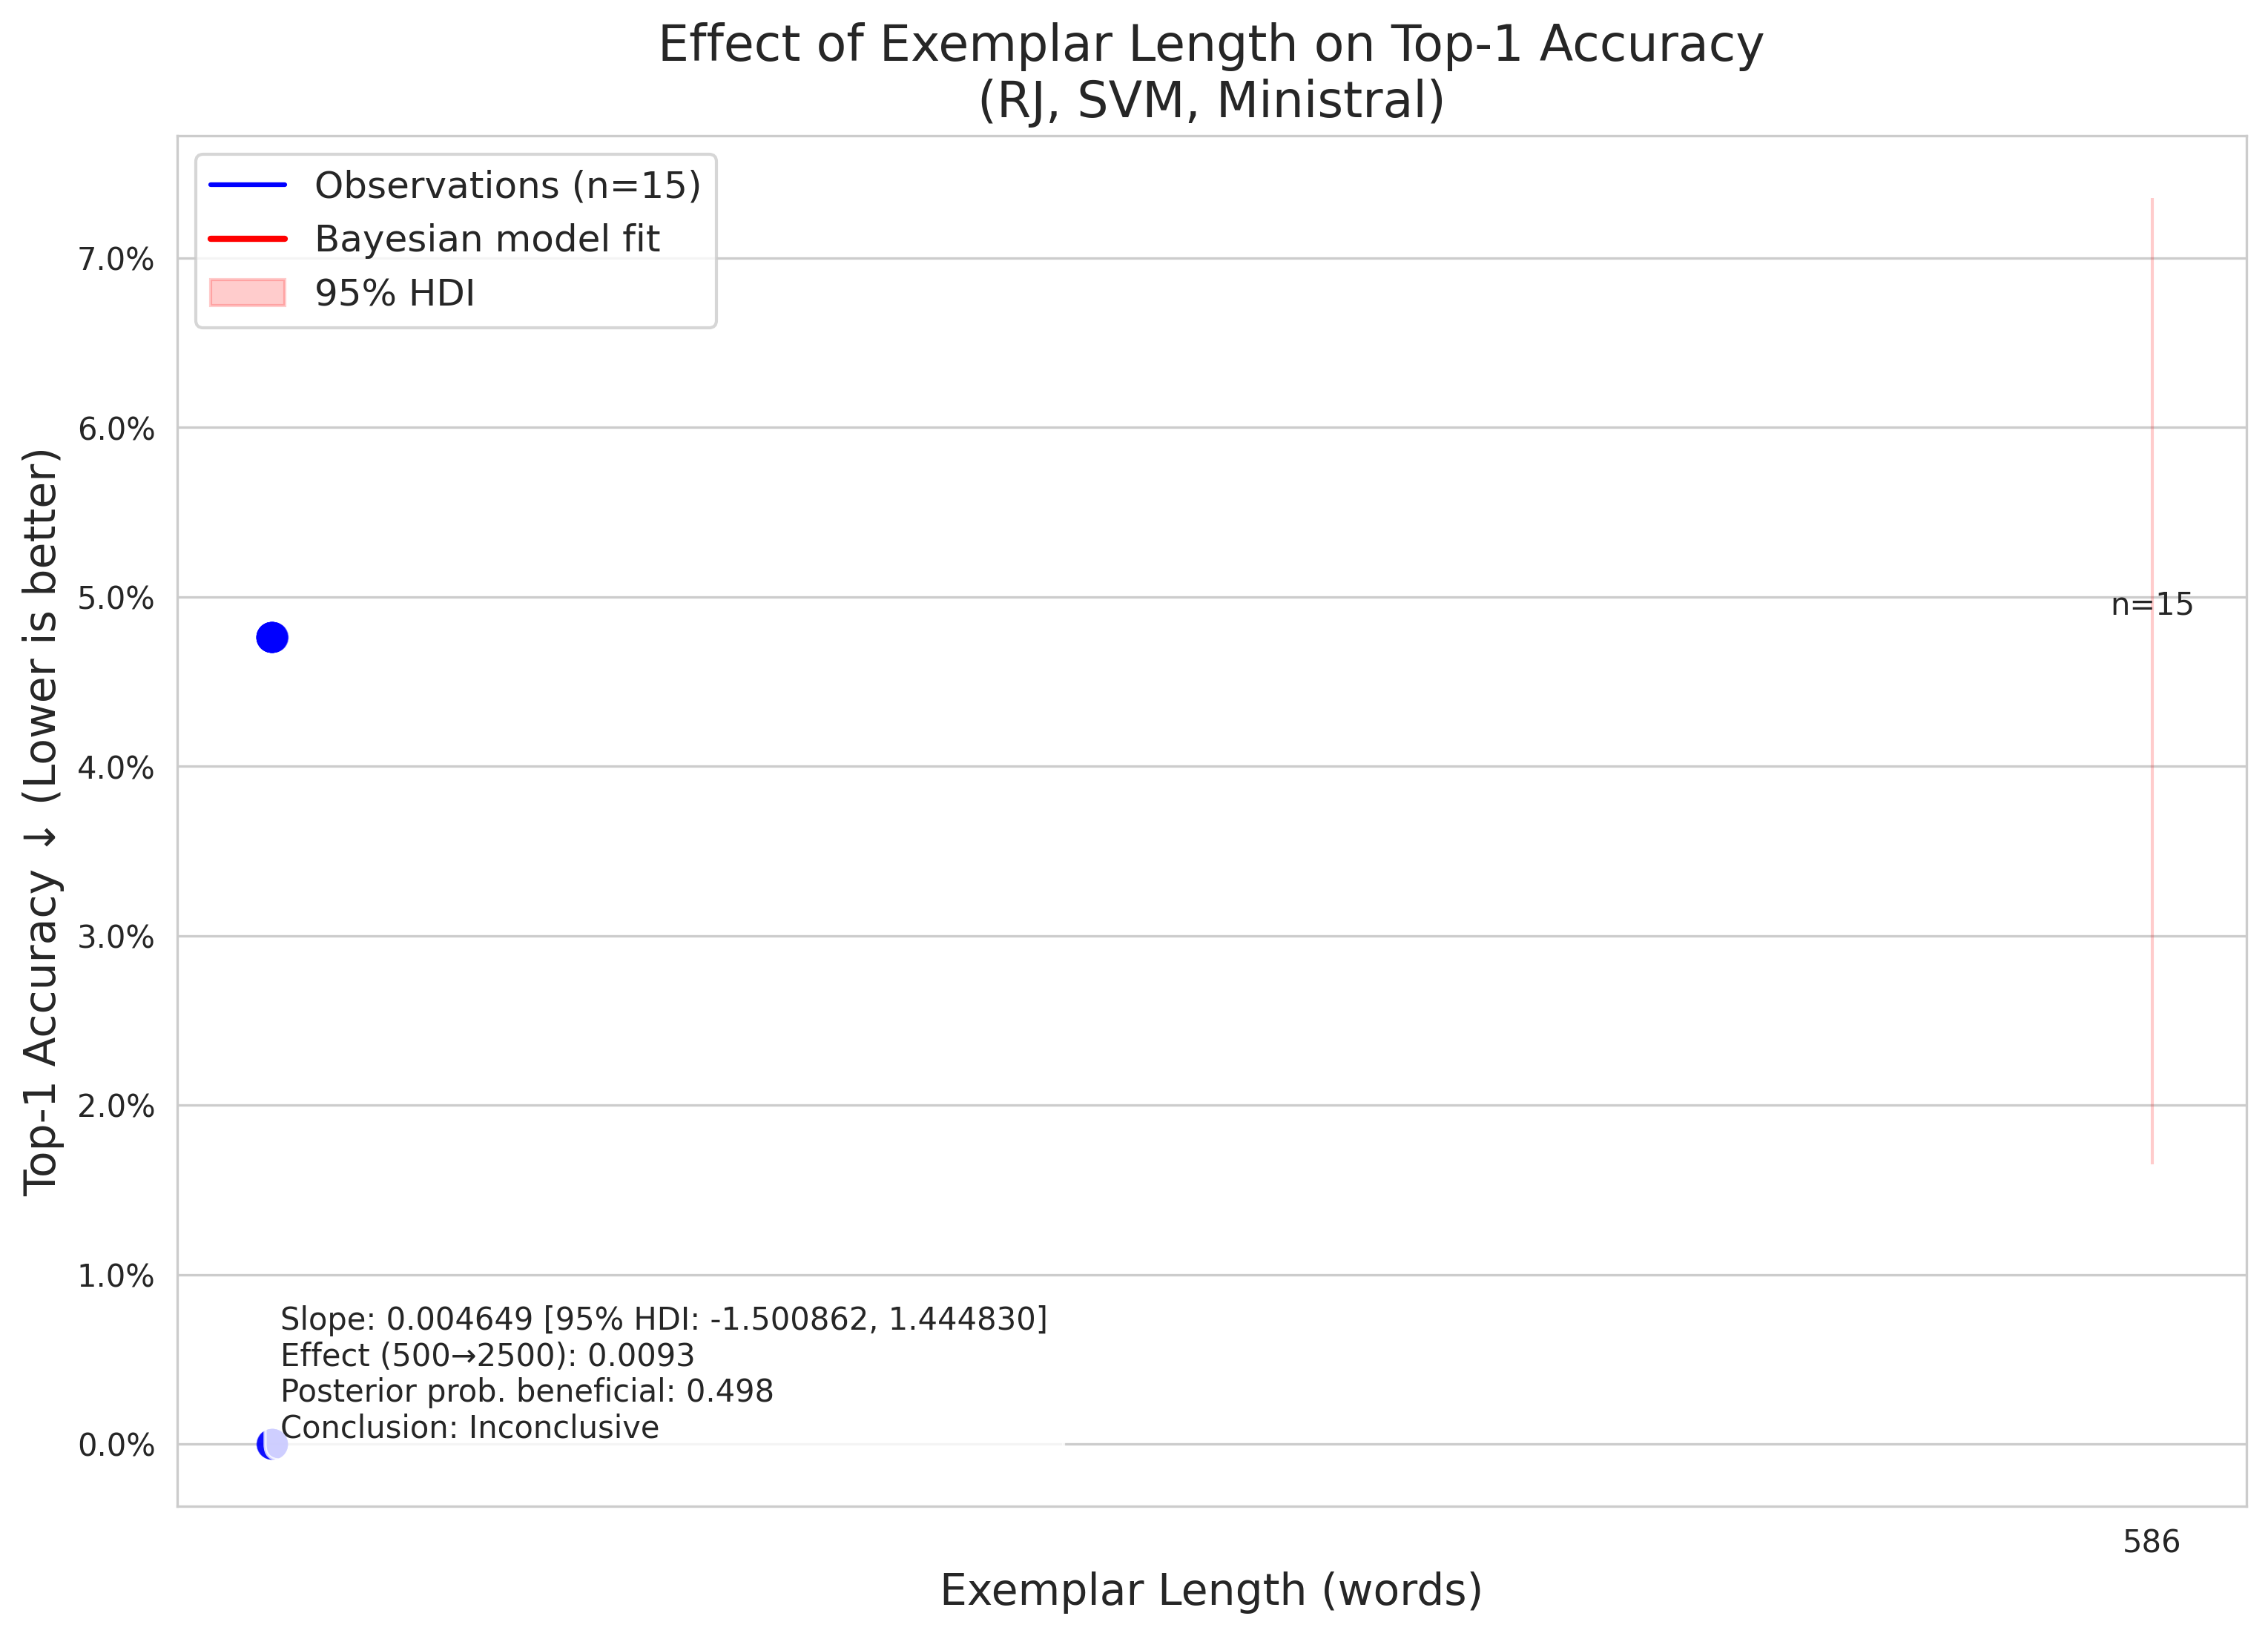 Effect of Exemplar Length on Top-1 Accuracy
(RJ, SVM, Ministral)
Observations (n=15)
Bayesian model fit
95% HDI
7.0%
6.0%
5.0%
4.0%
3.0%
2.0%
1.0%
0.0%
Top-1 Accuracy ↓ (Lower is better)
n=15
Slope: 0.004649 [95% HDI: -1.500862, 1.444830]
Effect (500→2500): 0.0093
Posterior prob. beneficial: 0.498
Conclusion: Inconclusive
586
Exemplar Length (words)